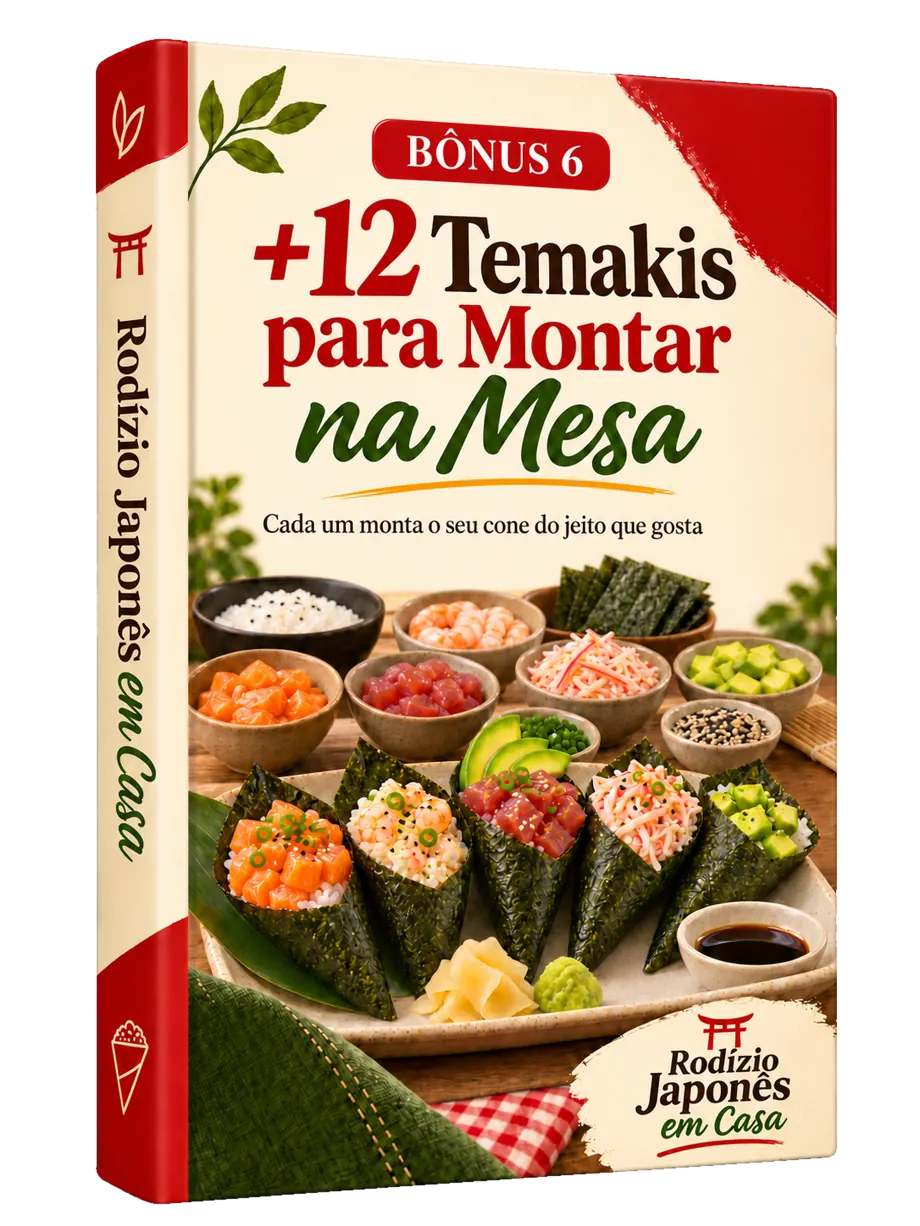 BÔNUS 6
+12 Temakis
para Montar
na Mesa
Cada um monta o seu cone do jeito que gosta
Rodízio Japonês em Casa
Rodízio
Japonês
em Casa